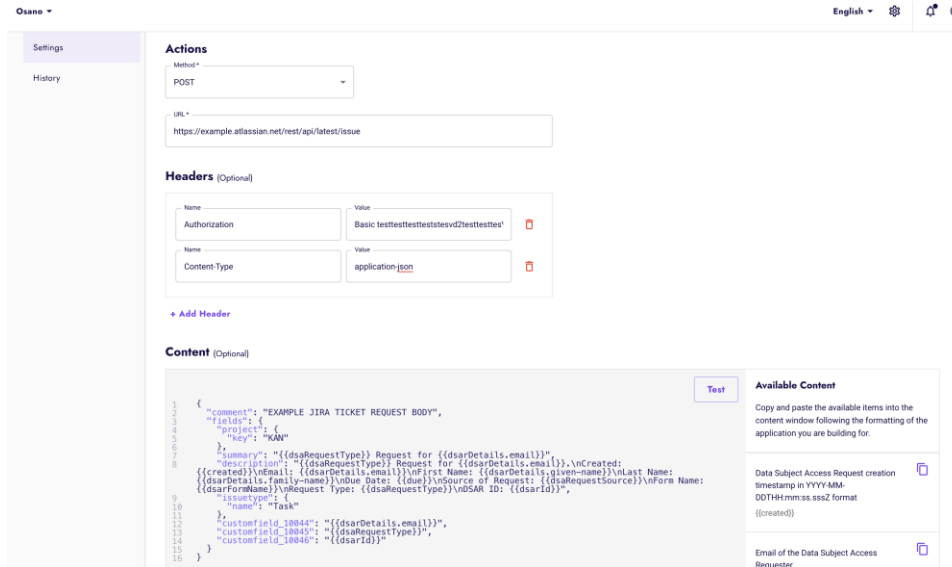 Osano
English
Settings
History
Actions
Method*
POST
URL*
https://example.atlassian.net/rest/api/latest/issue
Headers (Optional)
Name
Authorization
Value
Basic testtesttestteststesvd2testtesttes
Name
Content-Type
Value
application-json
+ Add Header
Content (Optional)
Test
1 {
2 "comment": "EXAMPLE JIRA TICKET REQUEST BODY",
3 "fields": {
4 "project": {
5 "key": "KAN"
6 },
7 "summary": "{{dsaRequestType}} Request for {{dsarDetails.email}}",
8 "description": "{{dsaRequestType}} Request for {{dsarDetails.email}}.\nCreated:
{{created}}\nEmail: {{dsarDetails.email}}\nFirst Name: {{dsarDetails.given-name}}\nLast Name:
{{dsarDetails.family-name}}\nDue Date: {{due}}\nSource of Request: {{dsaRequestSource}}\nForm Name:
{{dsarFormName}}\nRequest Type: {{dsaRequestType}}\nDSAR ID: {{dsarId}}",
9 "issuetype": {
10 "name": "Task"
11 },
12 "customfield_10044": "{{dsarDetails.email}}",
13 "customfield_10045": "{{dsaRequestType}}",
14 "customfield_10046": "{{dsarId}}"
15 }
16 }
Available Content
Copy and paste the available items into the
content window following the formatting of the
application you are building for.
Data Subject Access Request creation
timestamp in YYYY-MM-
DDTHH:mm:ss.sssZ format
{{created}}
Email of the Data Subject Access
Requester